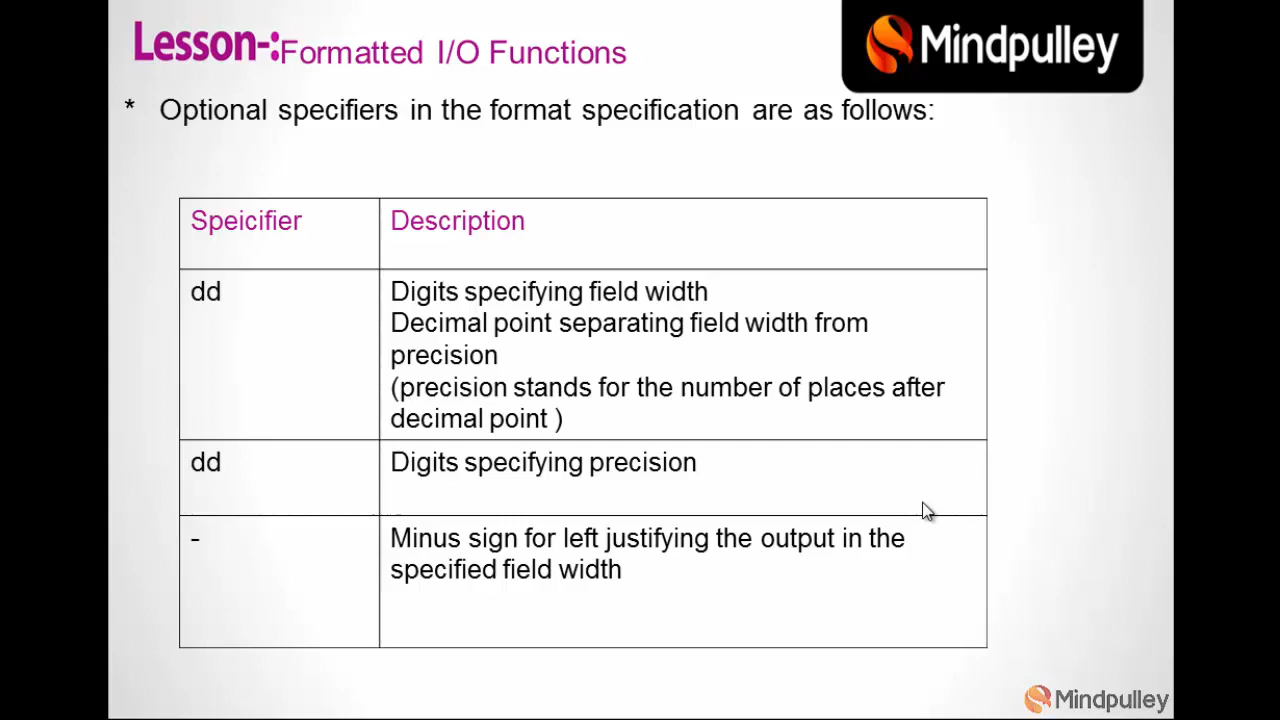 Lesson-:Formatted I/O Functions
Mindpulley
* Optional specifiers in the format specification are as follows:
Speicifier Description
dd Digits specifying field width
Decimal point separating field width from
precision
(precision stands for the number of places after
decimal point )
dd Digits specifying precision
- Minus sign for left justifying the output in the
specified field width
Mindpulley